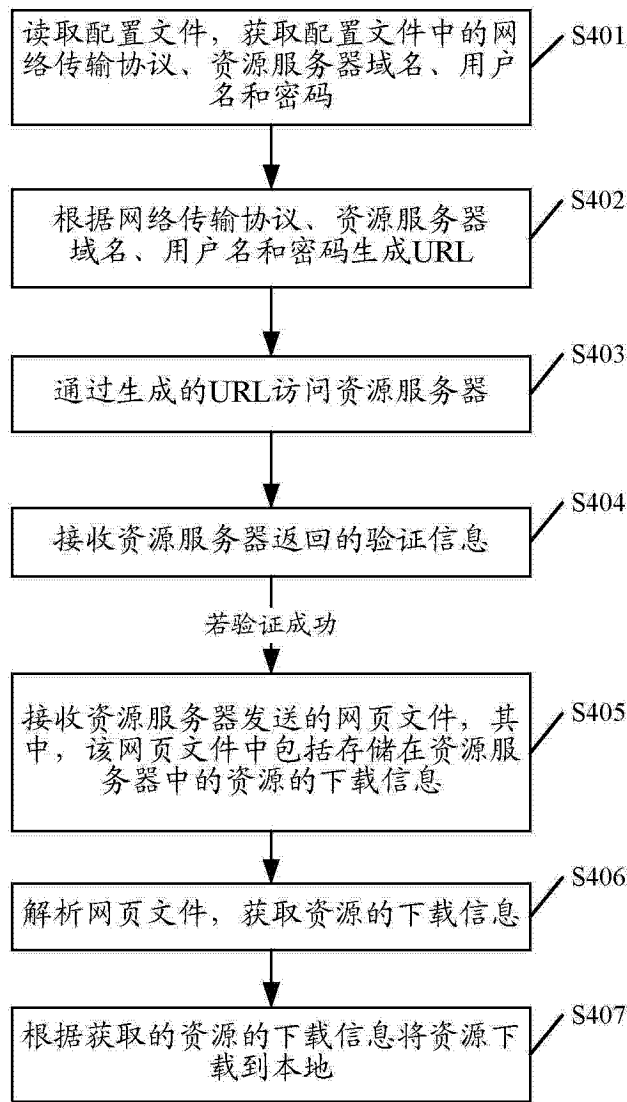 读取配置文件，获取配置文件中的网
络传输协议、资源服务器域名、用户
名和密码
S401
根据网络传输协议、资源服务器
域名、用户名和密码生成URL
S402
通过生成的URL访问资源服务器
S403
接收资源服务器返回的验证信息
S404
若验证成功
接收资源服务器发送的网页文件，其
中，该网页文件中包括存储在资源服
务器中的资源的下载信息
S405
解析网页文件，获取资源的下载信息
S406
根据获取的资源的下载信息将资源下
载到本地
S407